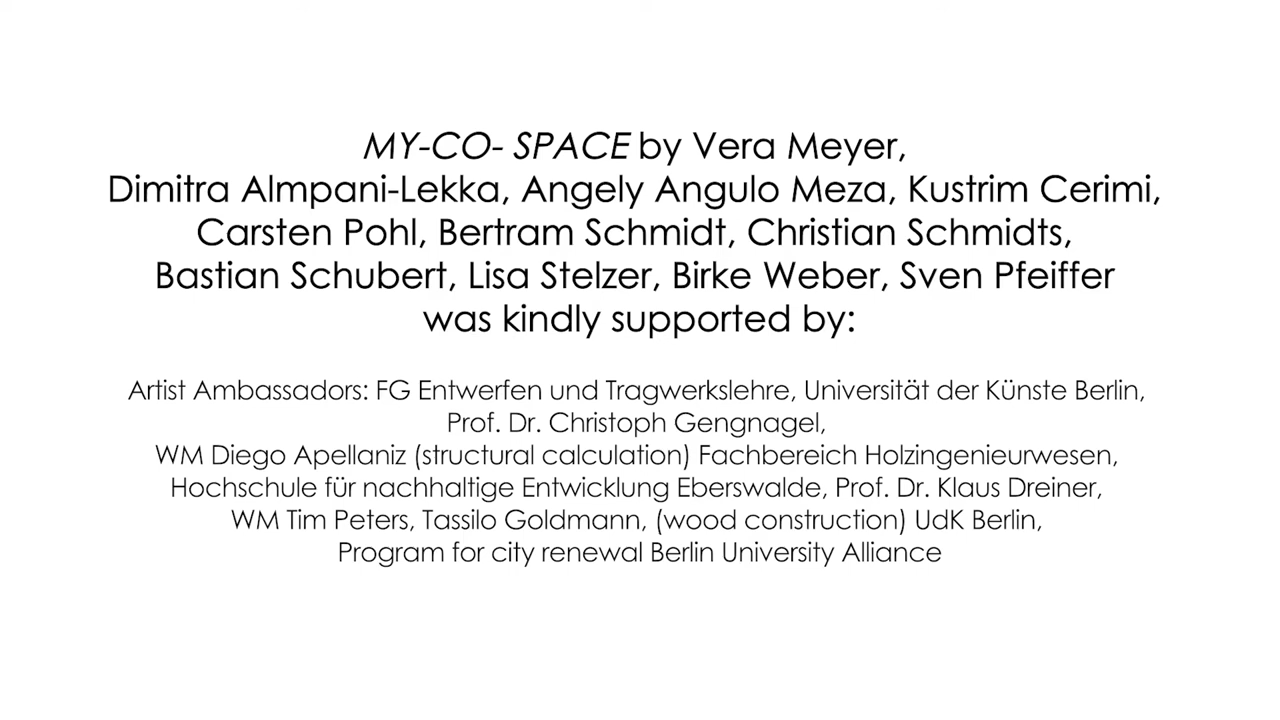 MY-CO- SPACE by Vera Meyer,
Dimitra Almpani-Lekka, Angely Angulo Meza, Kustrim Cerimi,
Carsten Pohl, Bertram Schmidt, Christian Schmidts,
Bastian Schubert, Lisa Stelzer, Birke Weber, Sven Pfeiffer
was kindly supported by:
Artist Ambassadors: FG Entwerfen und Tragwerkslehre, Universität der Künste Berlin,
Prof. Dr. Christoph Gengnagel,
WM Diego Apellaniz (structural calculation) Fachbereich Holzingenieurwesen,
Hochschule für nachhaltige Entwicklung Eberswalde, Prof. Dr. Klaus Dreiner,
WM Tim Peters, Tassilo Goldmann, (wood construction) UdK Berlin,
Program for city renewal Berlin University Alliance